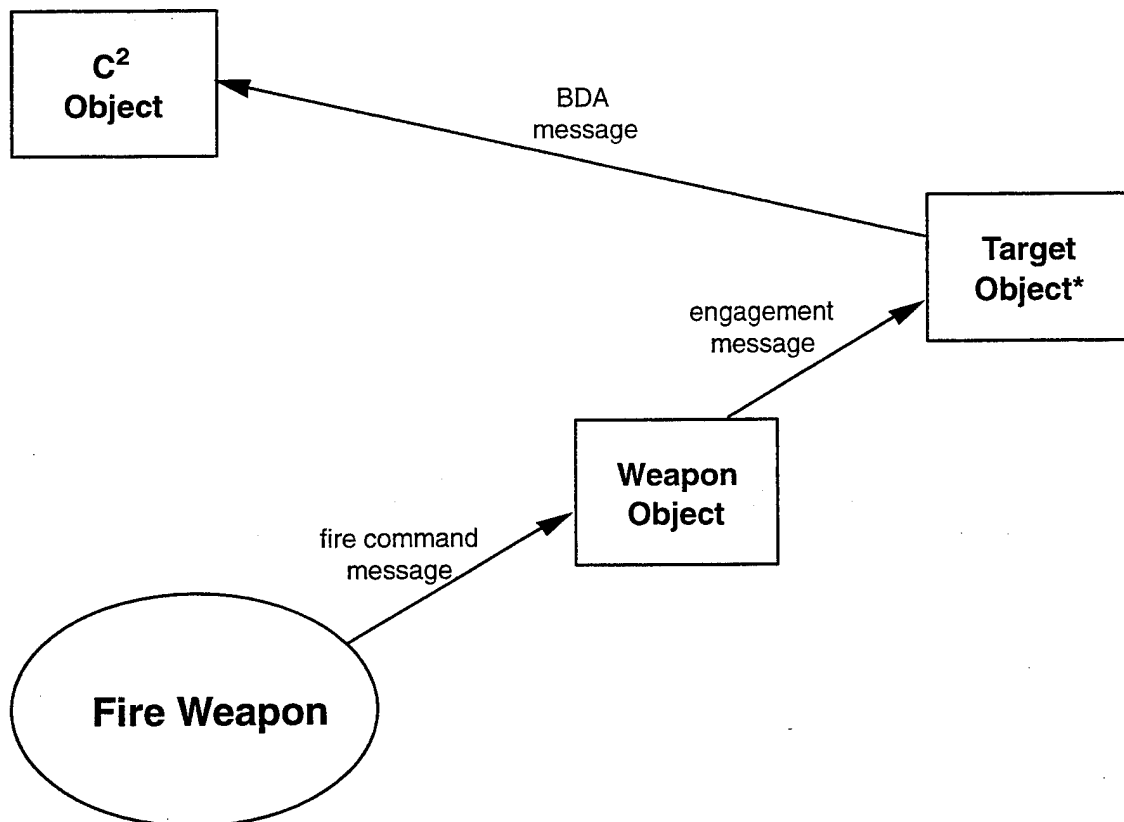 C²
Object
BDA
message
Target
Object*
engagement
message
Weapon
Object
fire command
message
Fire Weapon